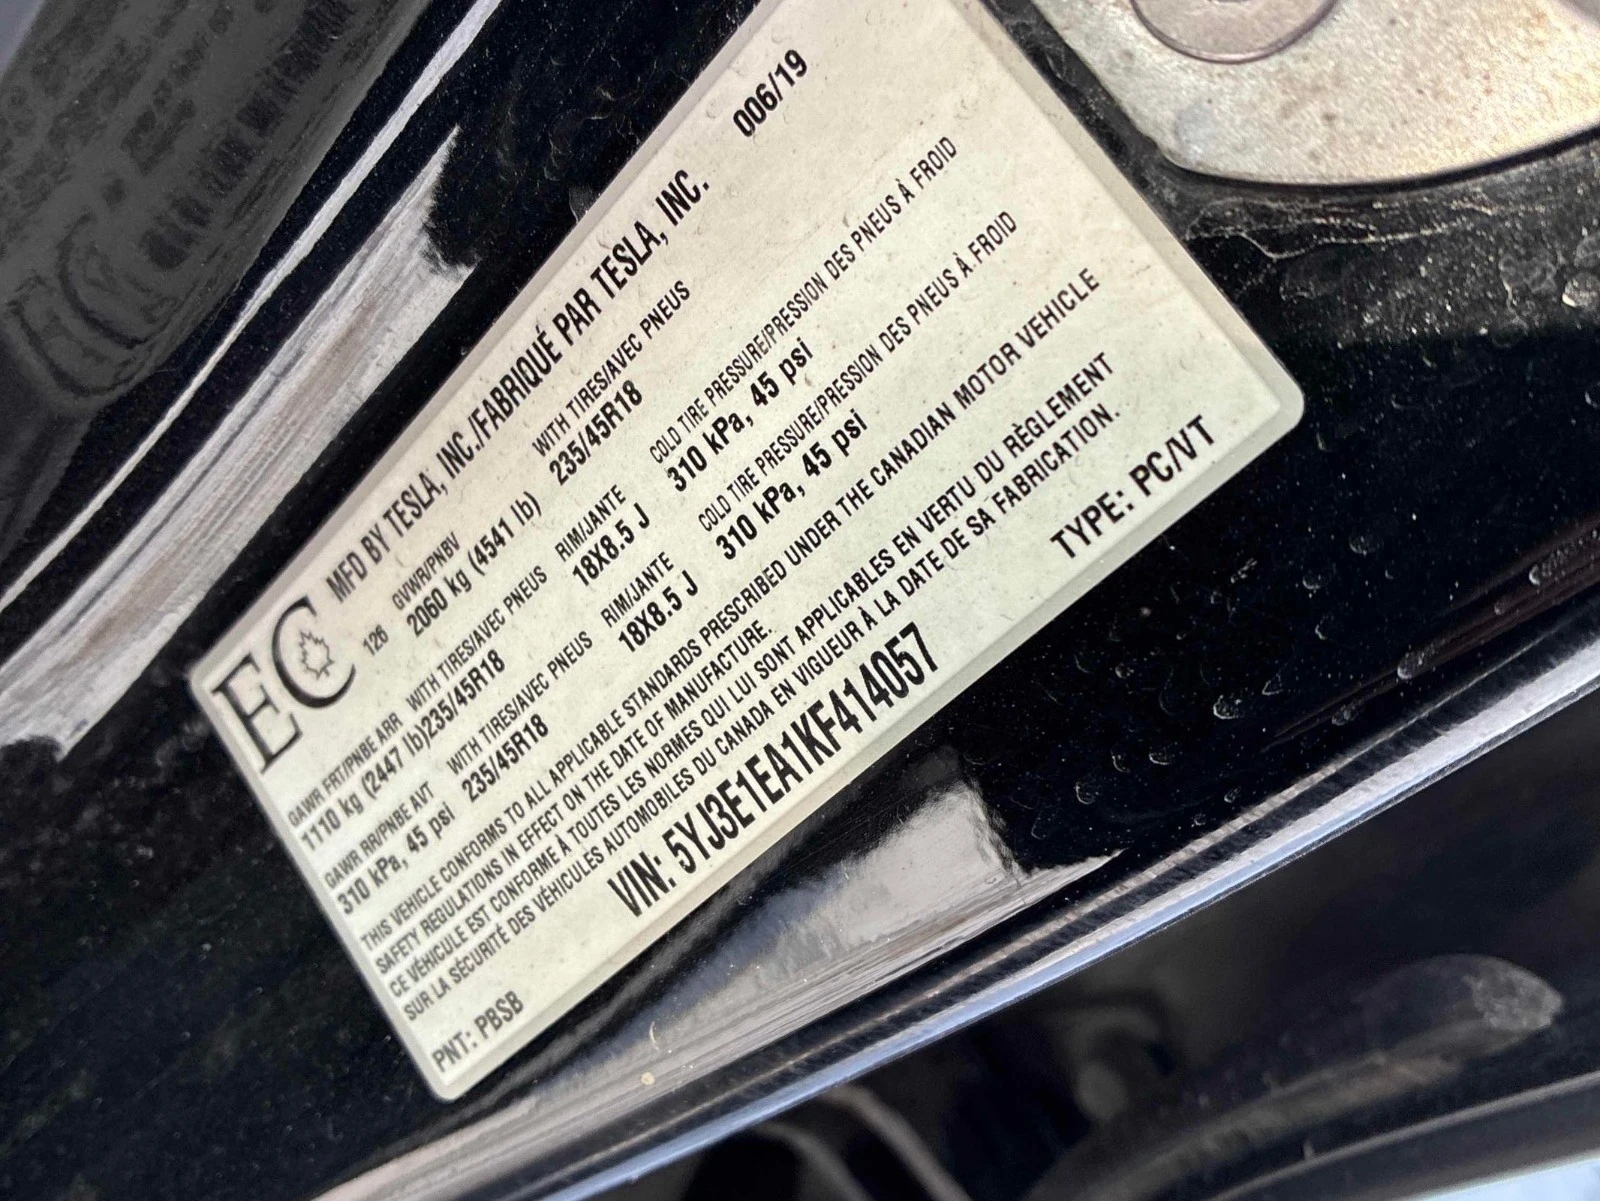 EC
MFD BY TESLA, INC./FABRIQUÉ PAR TESLA, INC. 006/19
126 GVWR/PNBV WITH TIRES/AVEC PNEUS
2060 kg (4541 lb) 235/45R18
GAWR FRT/PNBE ARR WITH TIRES/AVEC PNEUS RIM/JANTE COLD TIRE PRESSURE/PRESSION DES PNEUS À FROID
1110 kg (2447 lb)235/45R18 18X8.5 J 310 kPa, 45 psi
GAWR RR/PNBE AVT WITH TIRES/AVEC PNEUS RIM/JANTE COLD TIRE PRESSURE/PRESSION DES PNEUS À FROID
310 kPa, 45 psi 235/45R18 18X8.5 J 310 kPa, 45 psi
THIS VEHICLE CONFORMS TO ALL APPLICABLE STANDARDS PRESCRIBED UNDER THE CANADIAN MOTOR VEHICLE
SAFETY REGULATIONS IN EFFECT ON THE DATE OF MANUFACTURE.
CE VÉHICULE EST CONFORME À TOUTES LES NORMES QUI LUI SONT APPLICABLES EN VERTU DU RÈGLEMENT
SUR LA SÉCURITÉ DES VÉHICULES AUTOMOBILES DU CANADA EN VIGUEUR À LA DATE DE SA FABRICATION.
VIN: 5YJ3E1EA1KF414057 TYPE: PC/VT
PNT: PBSB